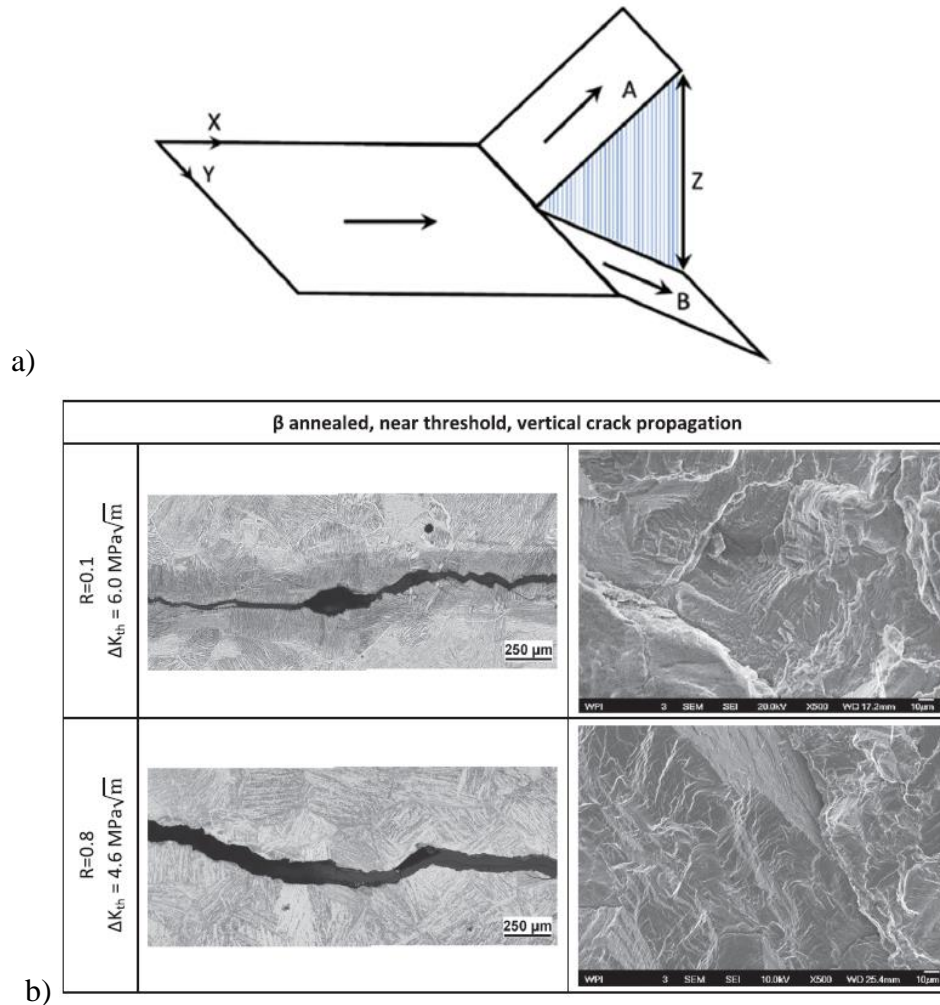 X
Y
A
Z
B
a)
β annealed, near threshold, vertical crack propagation
R=0.1
ΔKth = 6.0 MPa√m
250 µm
WPI 3 SEM SEI 20.0kV X500 WD 17.2mm 10µm
R=0.8
ΔKth = 4.6 MPa√m
250 µm
WPI 3 SEM SEI 10.0kV X500 WD 25.4mm 10µm
b)